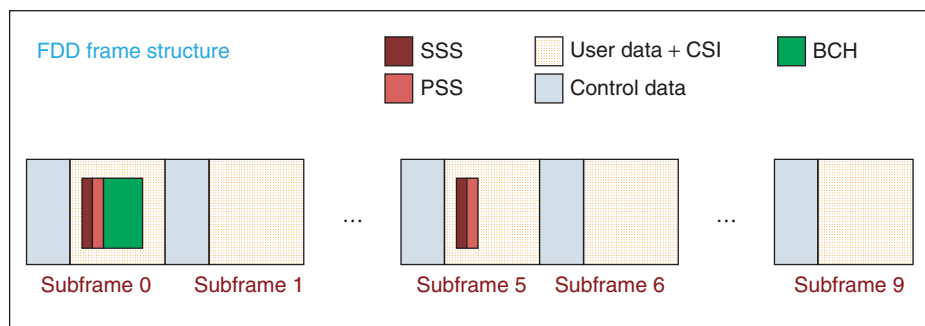 FDD frame structure
SSS
User data + CSI
BCH
PSS
Control data
...
...
Subframe 0
Subframe 1
Subframe 5
Subframe 6
Subframe 9